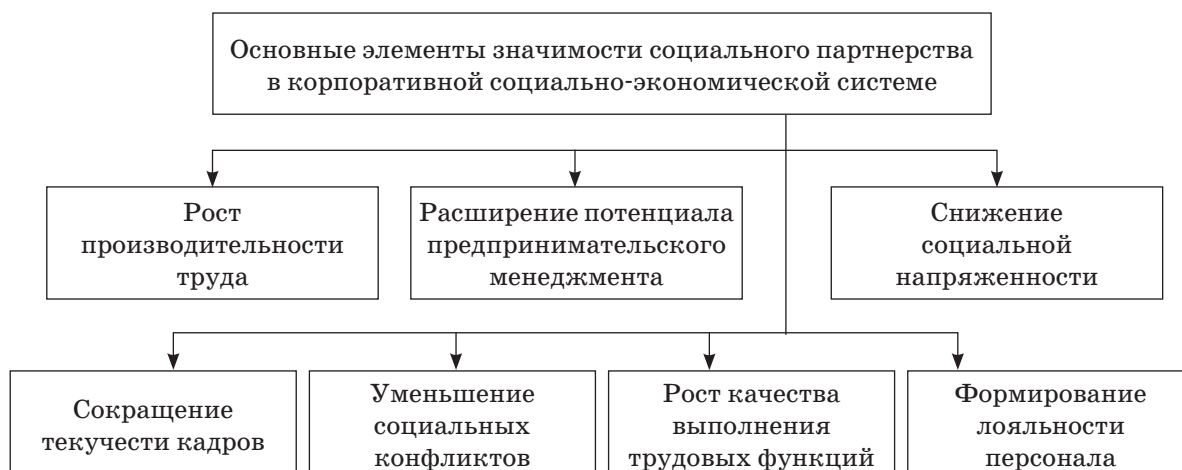 Основные элементы значимости социального партнерства
в корпоративной социально-экономической системе
Рост
производительности
труда
Расширение потенциала
предпринимательского
менеджмента
Снижение
социальной
напряженности
Сокращение
текучести кадров
Уменьшение
социальных
конфликтов
Рост качества
выполнения
трудовых функций
Формирование
лояльности
персонала